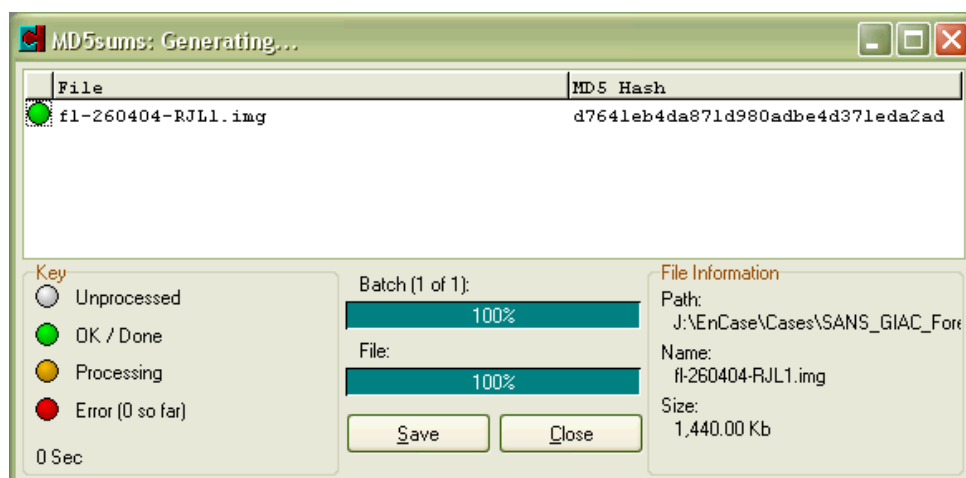 MD5sums: Generating...
File MD5 Hash
fl-260404-RJL1.img d7641eb4da871d980adbe4d371eda2ad
Key
Unprocessed
OK / Done
Processing
Error (0 so far)
0 Sec
Batch (1 of 1):
100%
File:
100%
Save Close
File Information
Path:
J:\EnCase\Cases\SANS_GIAC_Fore
Name:
fl-260404-RJL1.img
Size:
1,440.00 Kb